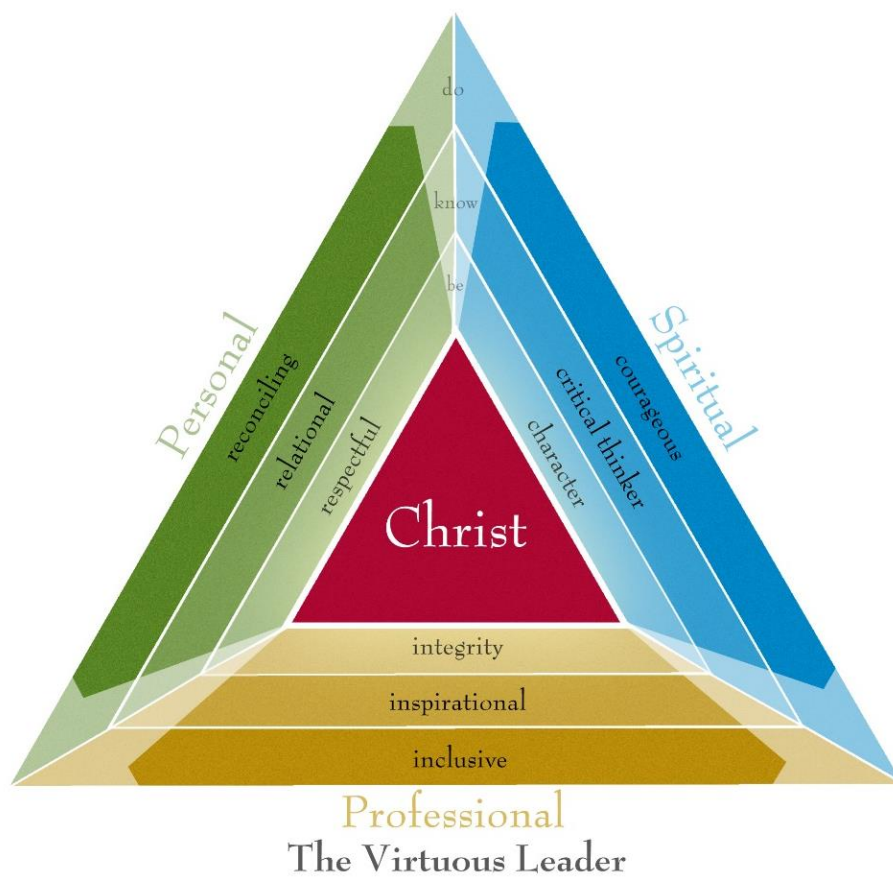 do
know
be
Personal
reconciling
relational
respectful
Christ
character
critical thinker
courageous
Spiritual
integrity
inspirational
inclusive
Professional
The Virtuous Leader